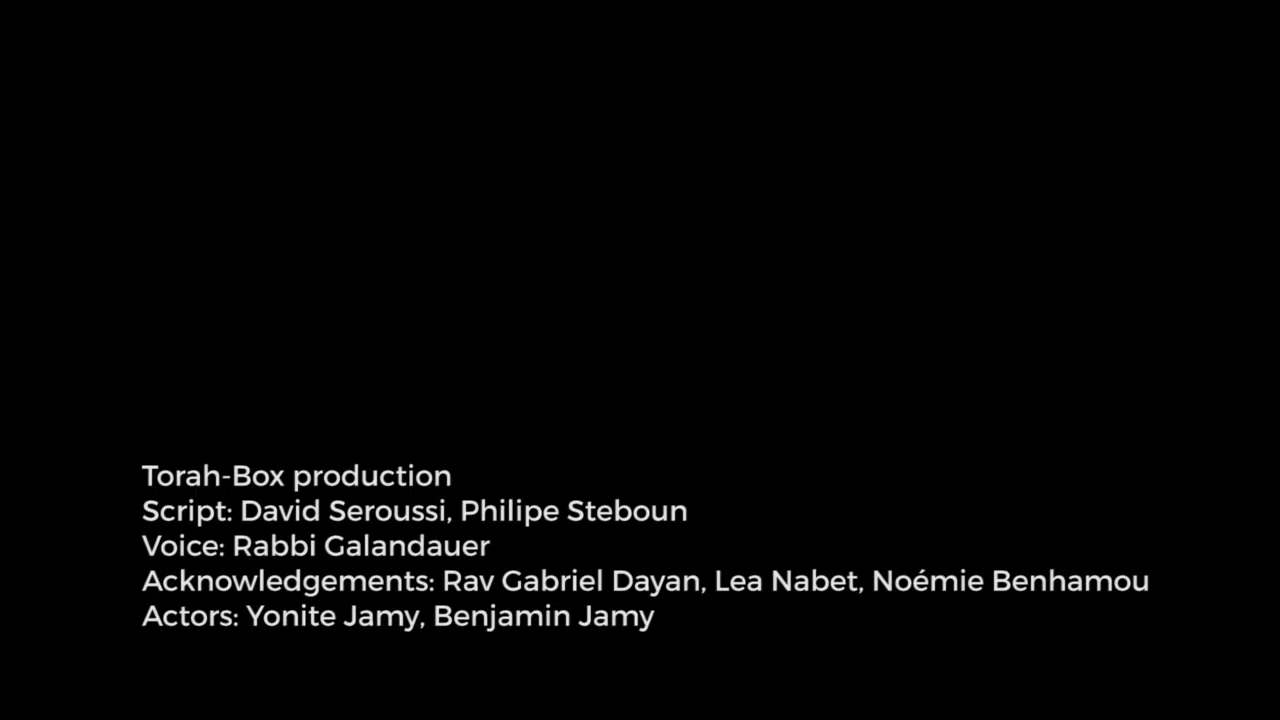 Torah-Box production
Script: David Seroussi, Philipe Steboun
Voice: Rabbi Galandauer
Acknowledgements: Rav Gabriel Dayan, Lea Nabet, Noémie Benhamou
Actors: Yonite Jamy, Benjamin Jamy